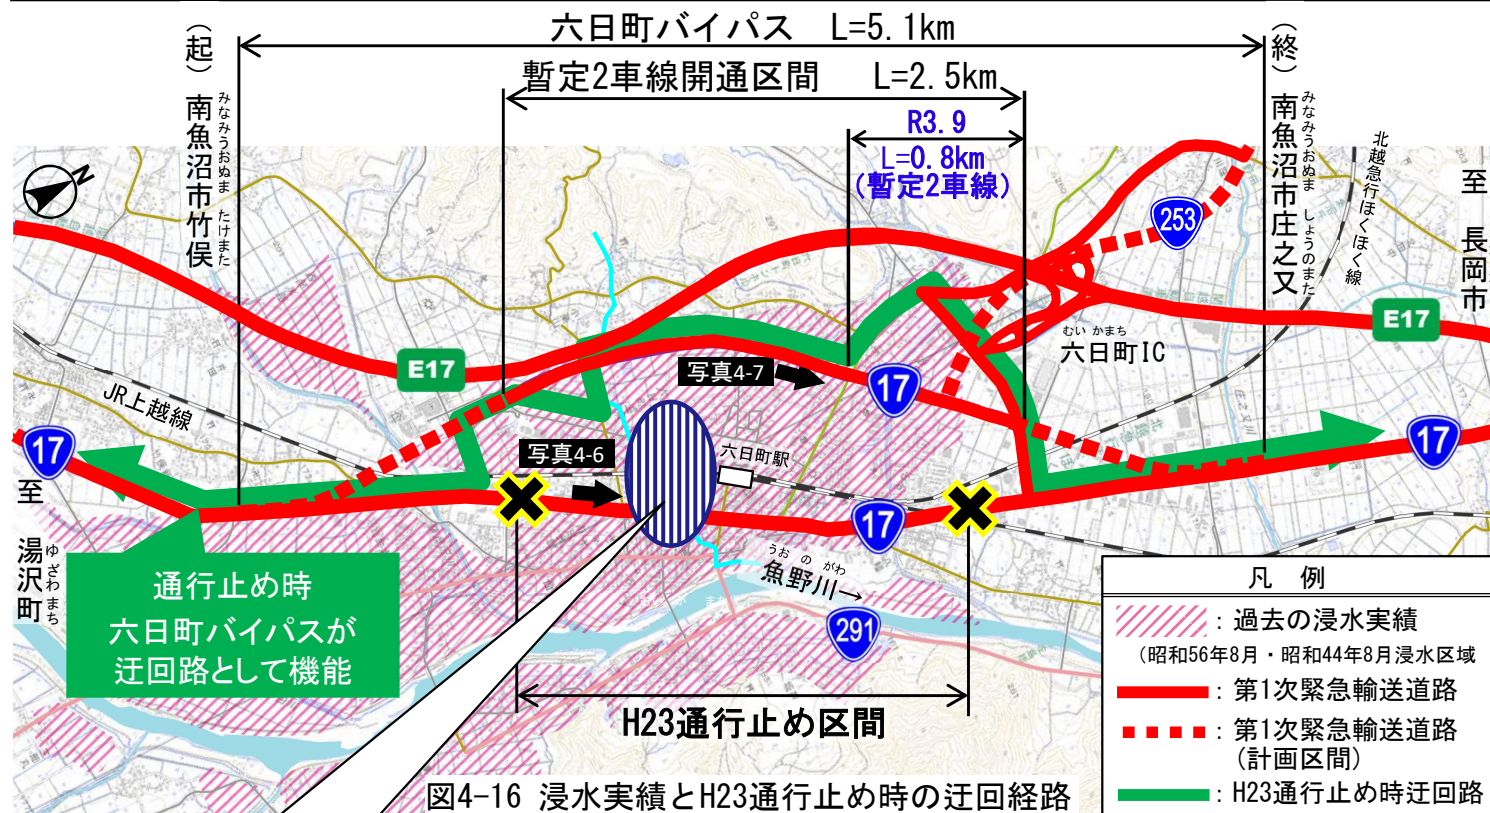 六日町バイパス L=5.1km
暫定2車線開通区間 L=2.5km
R3.9
L=0.8km
(暫定2車線)
(起)
南魚沼市竹俣
みなみうおぬま たけまた
(終)
南魚沼市庄之又
みなみうおぬま しょうのまた
北越急行ほくほく線
至 長岡市
N
253
E17
むいかまち
六日町IC
E17
写真4-7
17
JR上越線
17
17
写真4-6
六日町駅
17
至 湯沢町
ゆざわまち
うおのがわ
魚野川→
291
通行止め時
六日町バイパスが
迂回路として機能
H23通行止め区間
凡 例
: 過去の浸水実績
(昭和56年8月・昭和44年8月浸水区域
: 第1次緊急輸送道路
: 第1次緊急輸送道路
(計画区間)
: H23通行止め時迂回路
図4-16 浸水実績とH23通行止め時の迂回経路